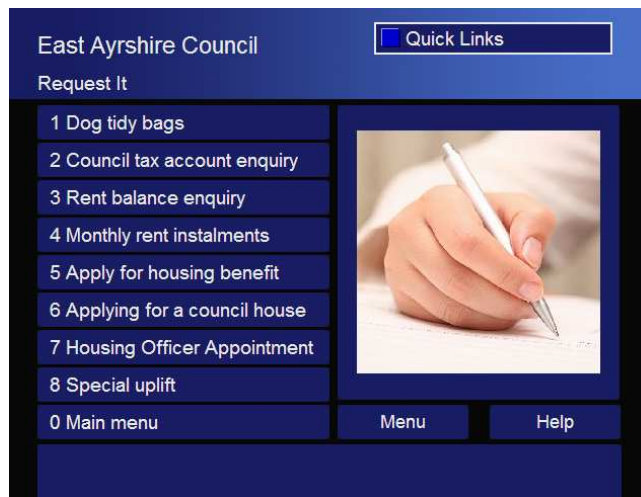 East Ayrshire Council
Quick Links
Request It
1 Dog tidy bags
2 Council tax account enquiry
3 Rent balance enquiry
4 Monthly rent instalments
5 Apply for housing benefit
6 Applying for a council house
7 Housing Officer Appointment
8 Special uplift
0 Main menu
Menu
Help